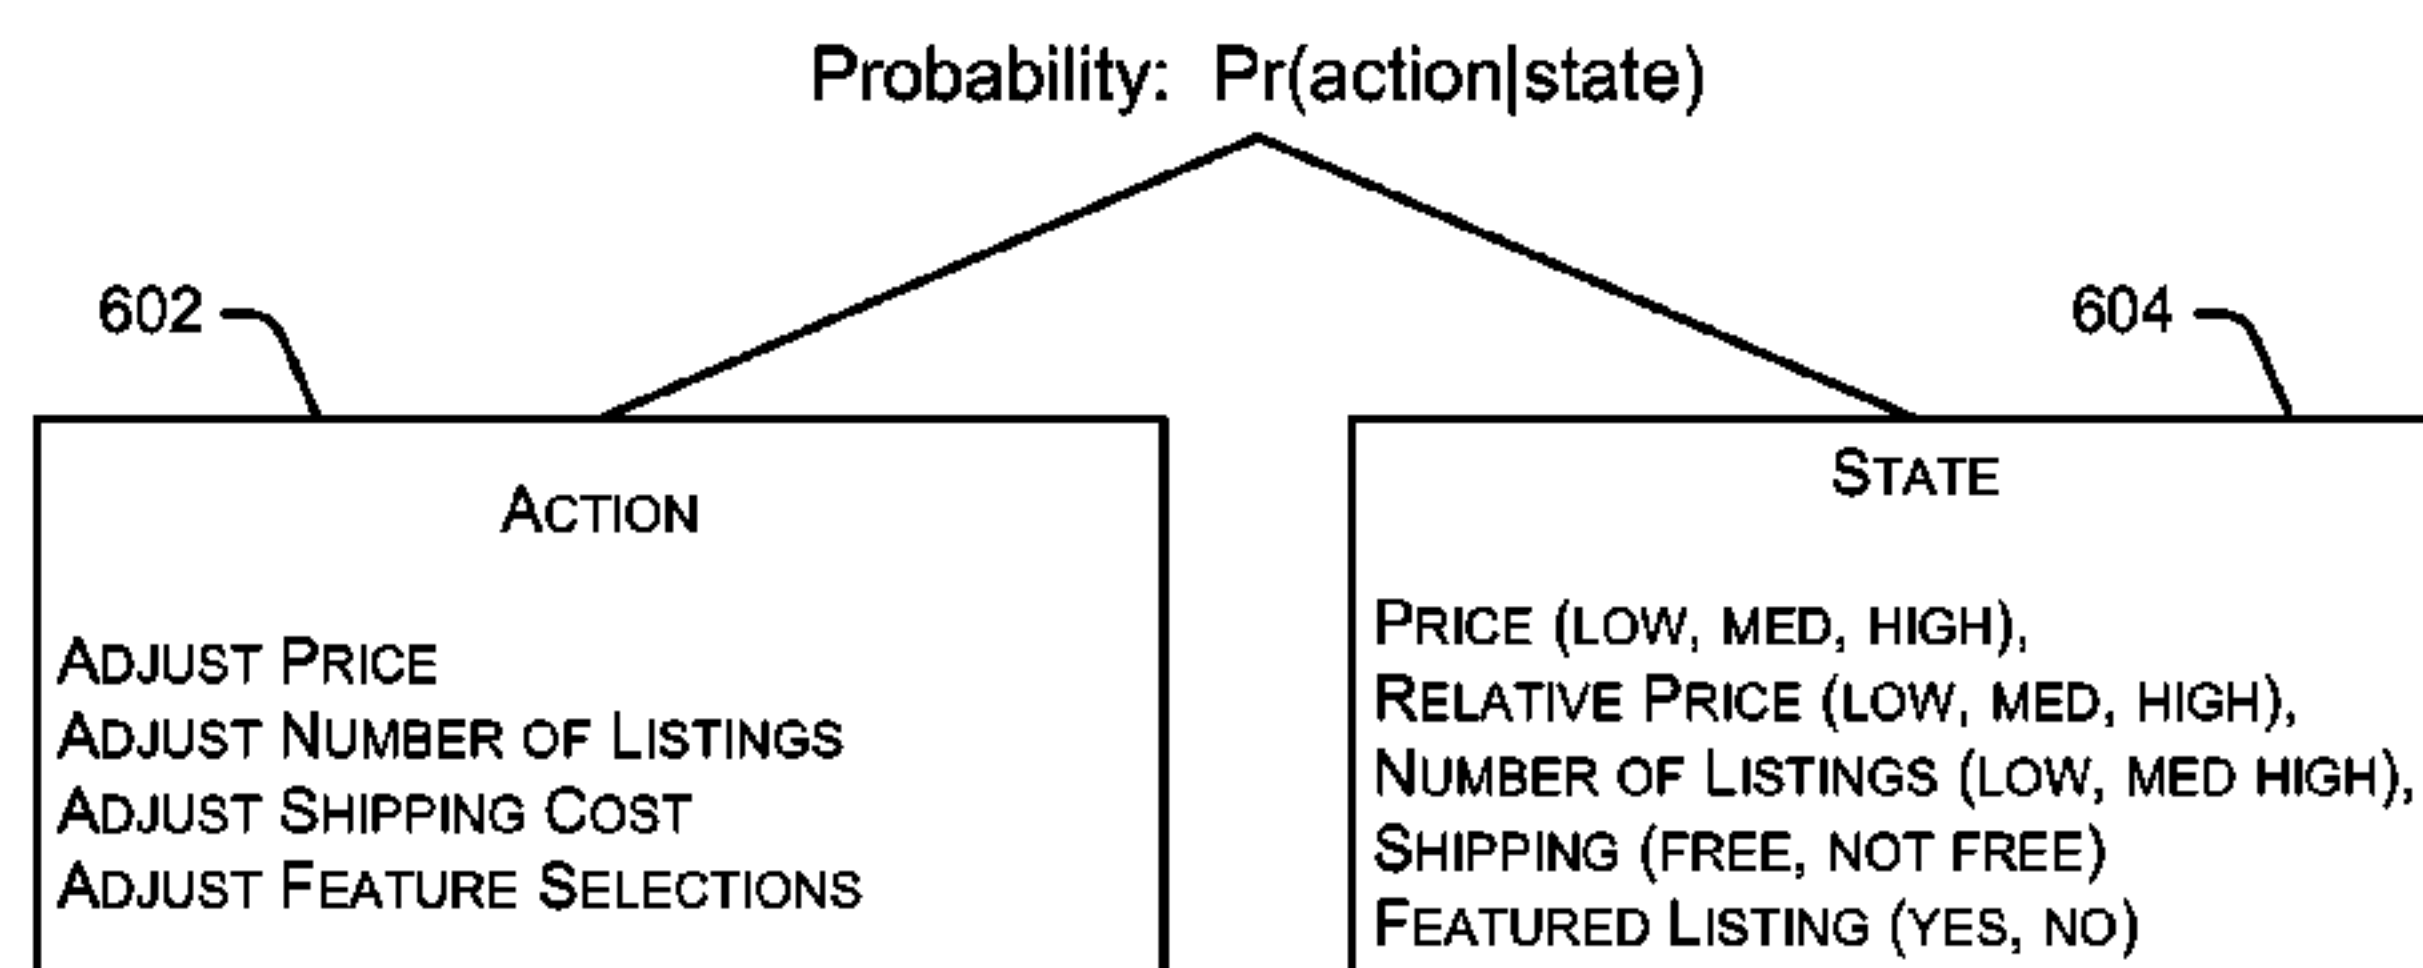 Probability: Pr(action|state)
602
604
ACTION
ADJUST PRICE
ADJUST NUMBER OF LISTINGS
ADJUST SHIPPING COST
ADJUST FEATURE SELECTIONS
STATE
PRICE (LOW, MED, HIGH),
RELATIVE PRICE (LOW, MED, HIGH),
NUMBER OF LISTINGS (LOW, MED HIGH),
SHIPPING (FREE, NOT FREE)
FEATURED LISTING (YES, NO)